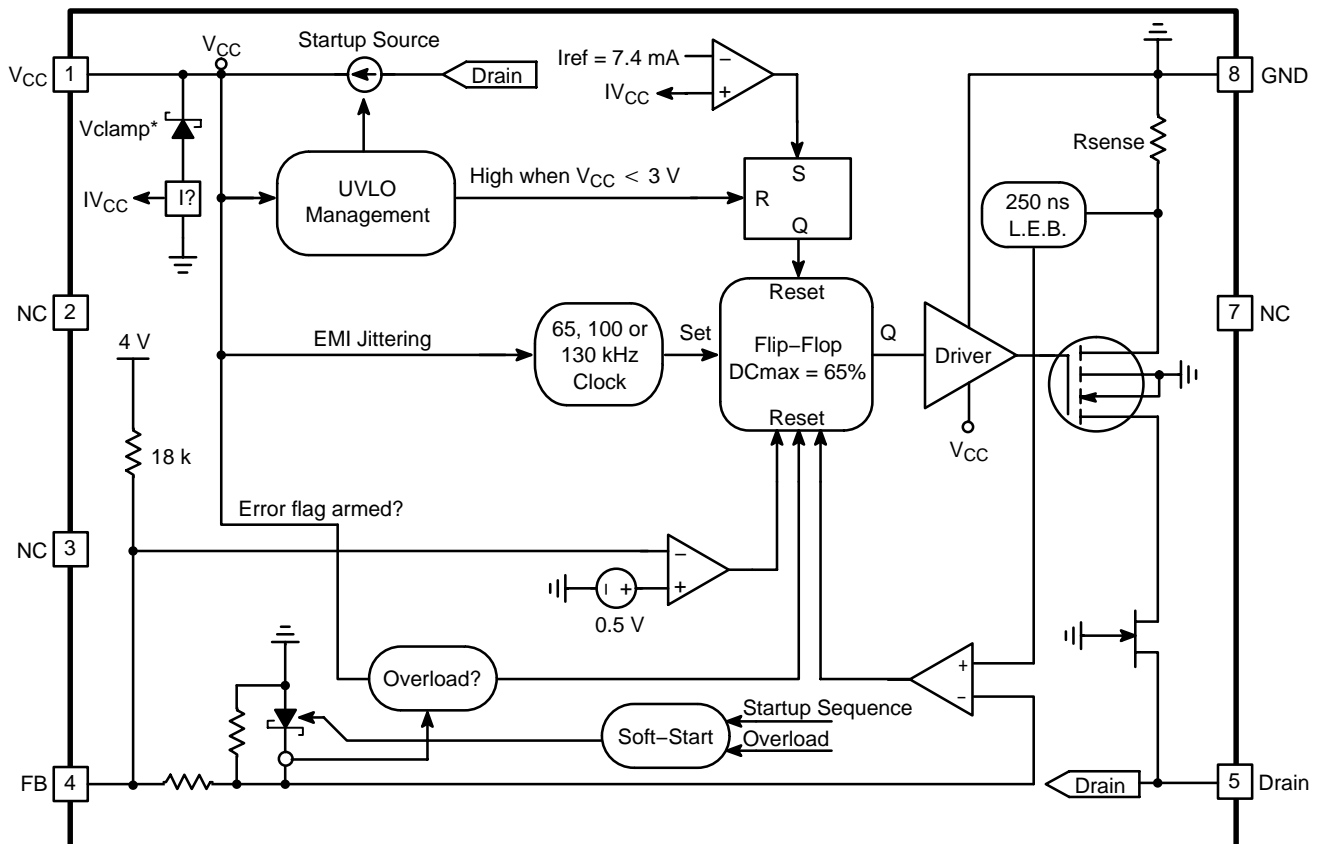 Startup Source
VCC
VCC 1
Drain
Iref = 7.4 mA
−
+
IVCC
8 GND
Vclamp*
Rsense
UVLO
Management
High when VCC < 3 V
S
R
Q
I?
IVCC
250 ns
L.E.B.
NC 2
7 NC
4 V
EMI Jittering
65, 100 or
130 kHz
Clock
Set
Reset
Flip−Flop
DCmax = 65%
Reset
Q
Driver
VCC
18 k
Error flag armed?
NC 3
−
+
+
0.5 V
Overload?
+
−
Soft−Start
Startup Sequence
Overload
FB 4
Drain
5 Drain